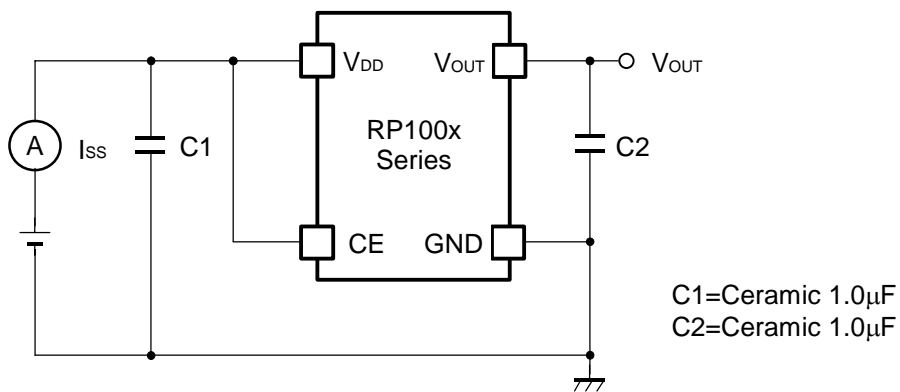 VDD
VOUT
VOUT
RP100x
Series
A
ISS
C1
C2
CE
GND
C1=Ceramic 1.0μF
C2=Ceramic 1.0μF